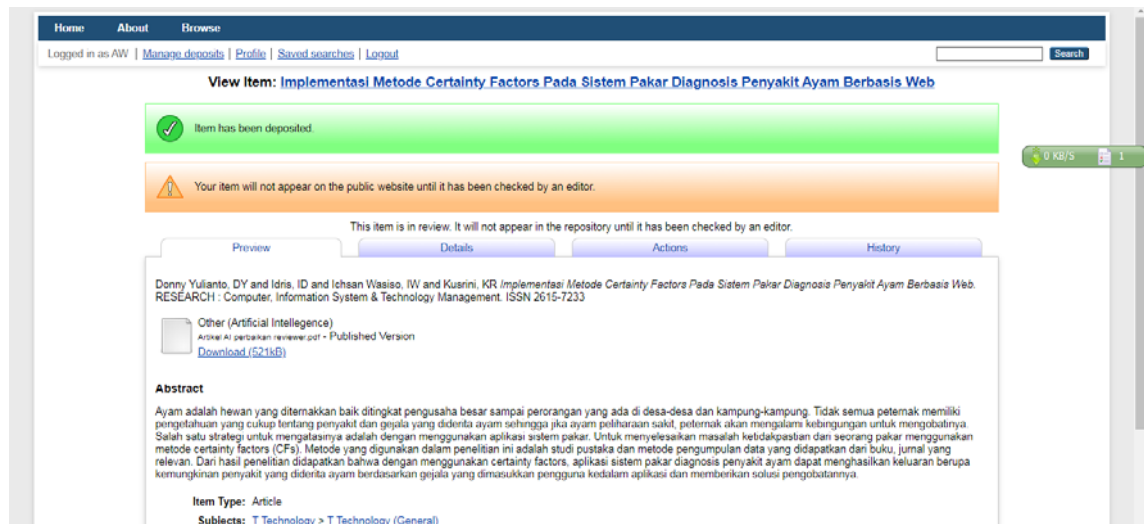 Home About Browse
Logged in as AW | Manage deposits | Profile | Saved searches | Logout
Search
View Item: Implementasi Metode Certainty Factors Pada Sistem Pakar Diagnosis Penyakit Ayam Berbasis Web
Item has been deposited.
0 KB/S 1
Your item will not appear on the public website until it has been checked by an editor.
This item is in review. It will not appear in the repository until it has been checked by an editor.
Preview Details Actions History
Donny Yulianto, DY and Idris, ID and Ichsan Wasiso, IW and Kusrini, KR Implementasi Metode Certainty Factors Pada Sistem Pakar Diagnosis Penyakit Ayam Berbasis Web.
RESEARCH : Computer, Information System & Technology Management. ISSN 2615-7233
Other (Artificial Intellegence)
Artikel AI perbaikan reviewer.pdf - Published Version
Download (521kB)
Abstract
Ayam adalah hewan yang diternakkan baik ditingkat pengusaha besar sampai perorangan yang ada di desa-desa dan kampung-kampung. Tidak semua peternak memiliki
pengetahuan yang cukup tentang penyakit dan gejala yang diderita ayam sehingga jika ayam peliharaan sakit, peternak akan mengalami kebingungan untuk mengobatinya.
Salah satu strategi untuk mengatasinya adalah dengan menggunakan aplikasi sistem pakar. Untuk menyelesaikan masalah ketidakpastian dan seorang pakar menggunakan
metode certainty factors (CFs). Metode yang digunakan dalam penelitian ini adalah studi pustaka dan metode pengumpulan data yang didapatkan dari buku, jurnal yang
relevan. Dari hasil penelitian didapatkan bahwa dengan menggunakan certainty factors, aplikasi sistem pakar diagnosis penyakit ayam dapat menghasilkan keluaran berupa
kemungkinan penyakit yang diderita ayam berdasarkan gejala yang dimasukkan pengguna kedalam aplikasi dan memberikan solusi pengobatannya.
Item Type: Article
Subjects: T Technology > T Technology (General)